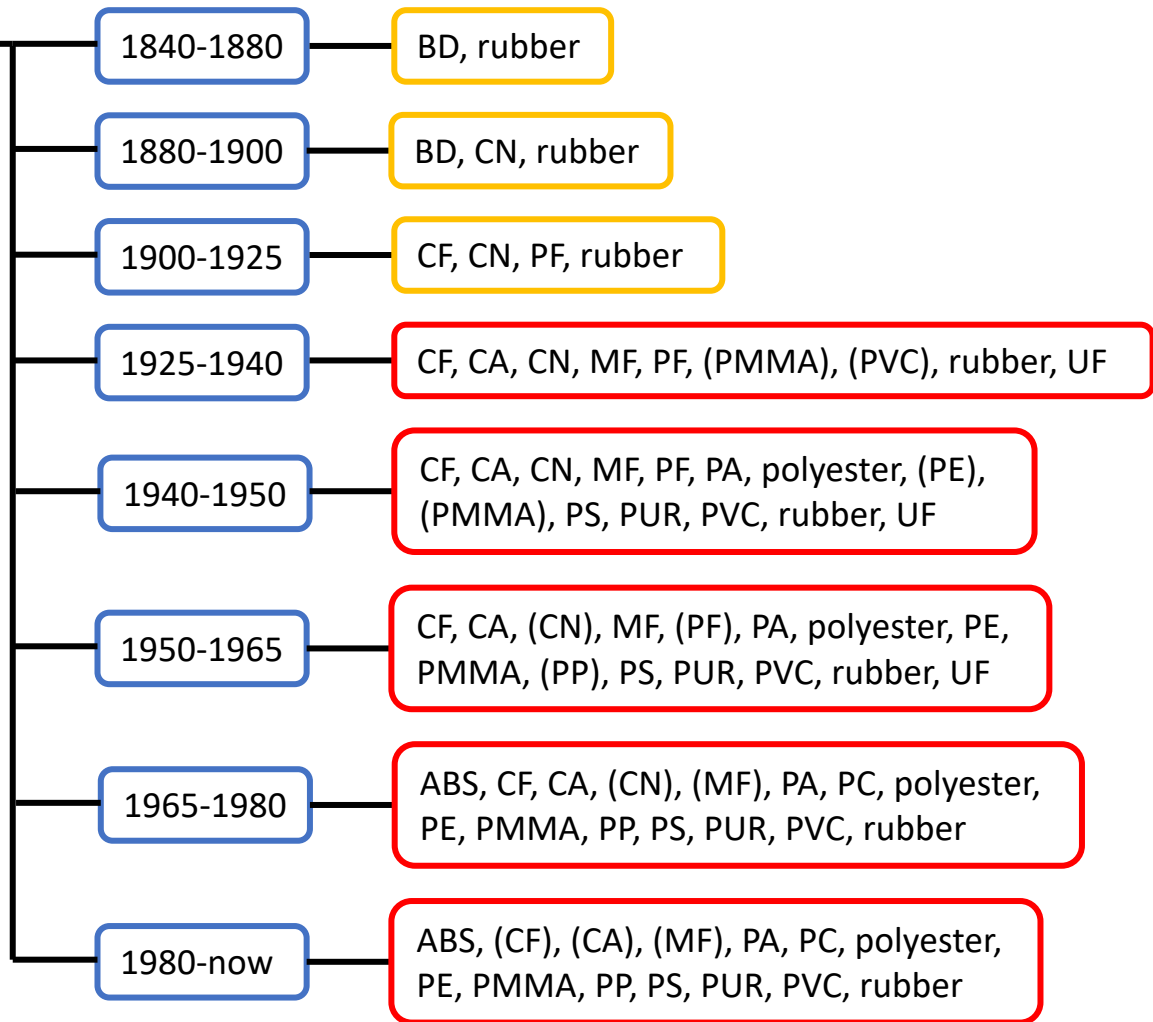 1840-1880
BD, rubber
1880-1900
BD, CN, rubber
1900-1925
CF, CN, PF, rubber
1925-1940
CF, CA, CN, MF, PF, (PMMA), (PVC), rubber, UF
1940-1950
CF, CA, CN, MF, PF, PA, polyester, (PE),
(PMMA), PS, PUR, PVC, rubber, UF
1950-1965
CF, CA, (CN), MF, (PF), PA, polyester, PE,
PMMA, (PP), PS, PUR, PVC, rubber, UF
1965-1980
ABS, CF, CA, (CN), (MF), PA, PC, polyester,
PE, PMMA, PP, PS, PUR, PVC, rubber
1980-now
ABS, (CF), (CA), (MF), PA, PC, polyester,
PE, PMMA, PP, PS, PUR, PVC, rubber